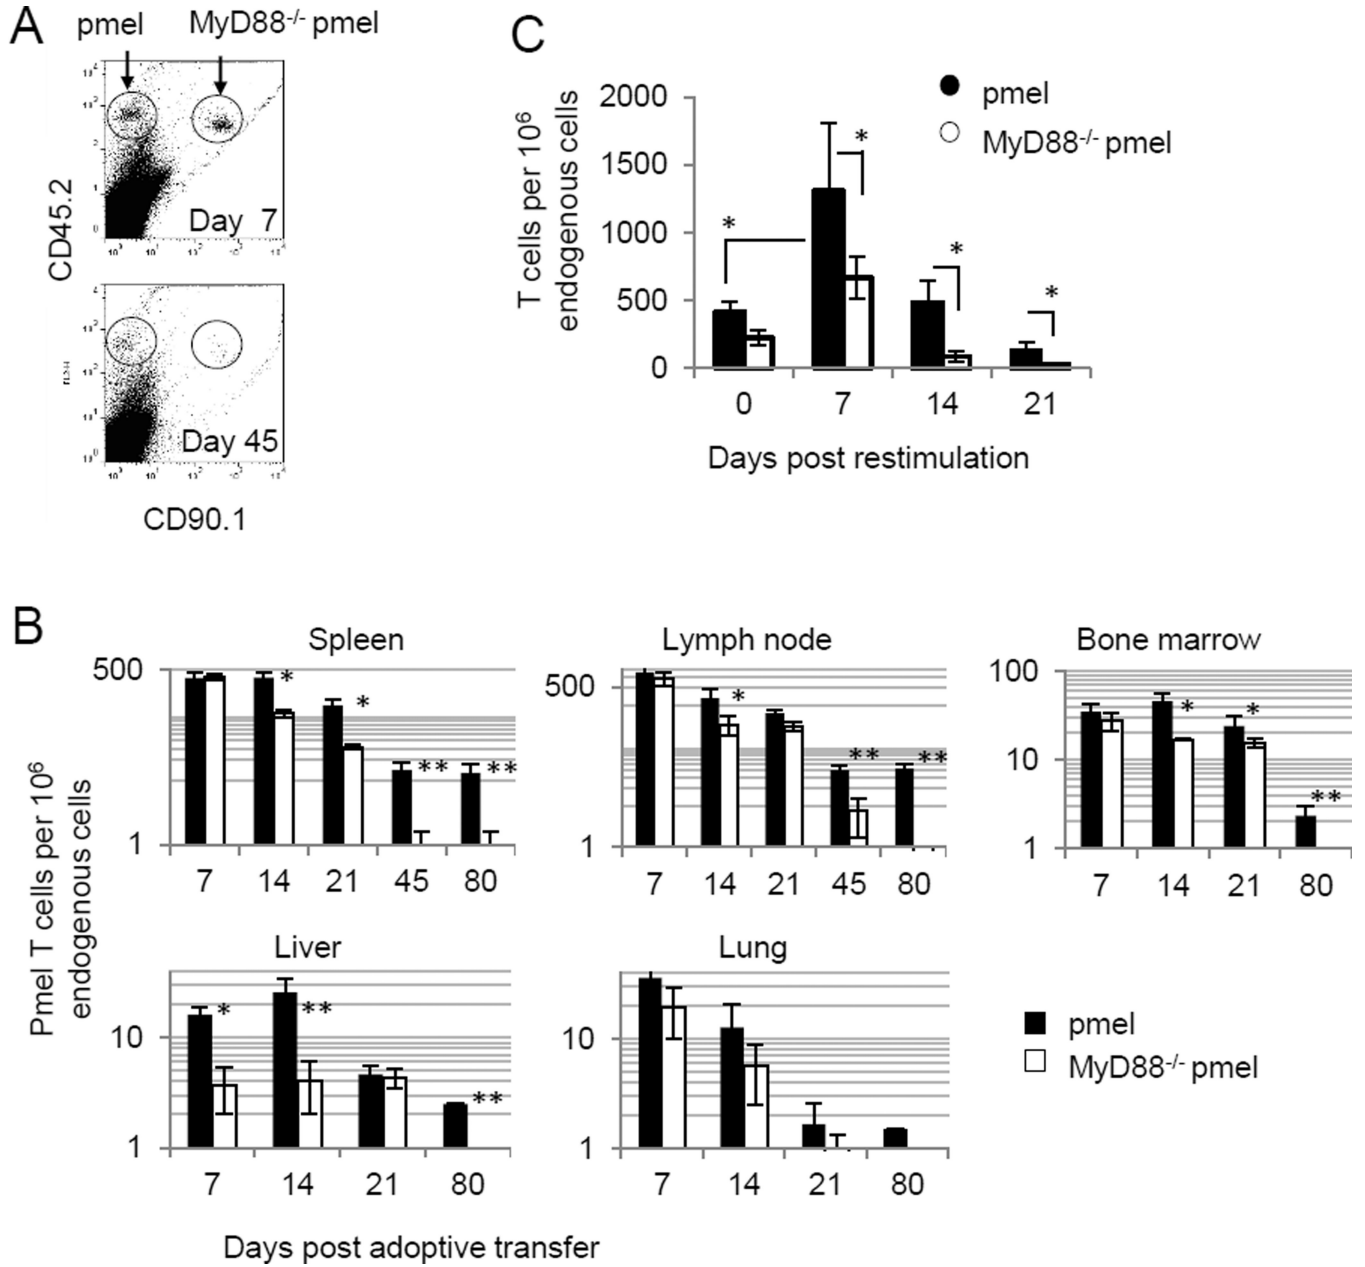 A
pmel
MyD88-/- pmel
CD45.2
Day 7
Day 45
CD90.1
C
T cells per 10⁶
endogenous cells
2000
1500
1000
500
0
*
*
*
*
0 7 14 21
Days post restimulation
pmel
MyD88-/- pmel
B
Pmel T cells per 10⁶
endogenous cells
Spleen
500
1
* * ** **
7 14 21 45 80
Lymph node
500
1
* ** **
7 14 21 45 80
Bone marrow
100
10
1
* * **
7 14 21 80
Liver
10
1
* ** **
7 14 21 80
Lung
10
1
7 14 21 80
pmel
MyD88-/- pmel
Days post adoptive transfer